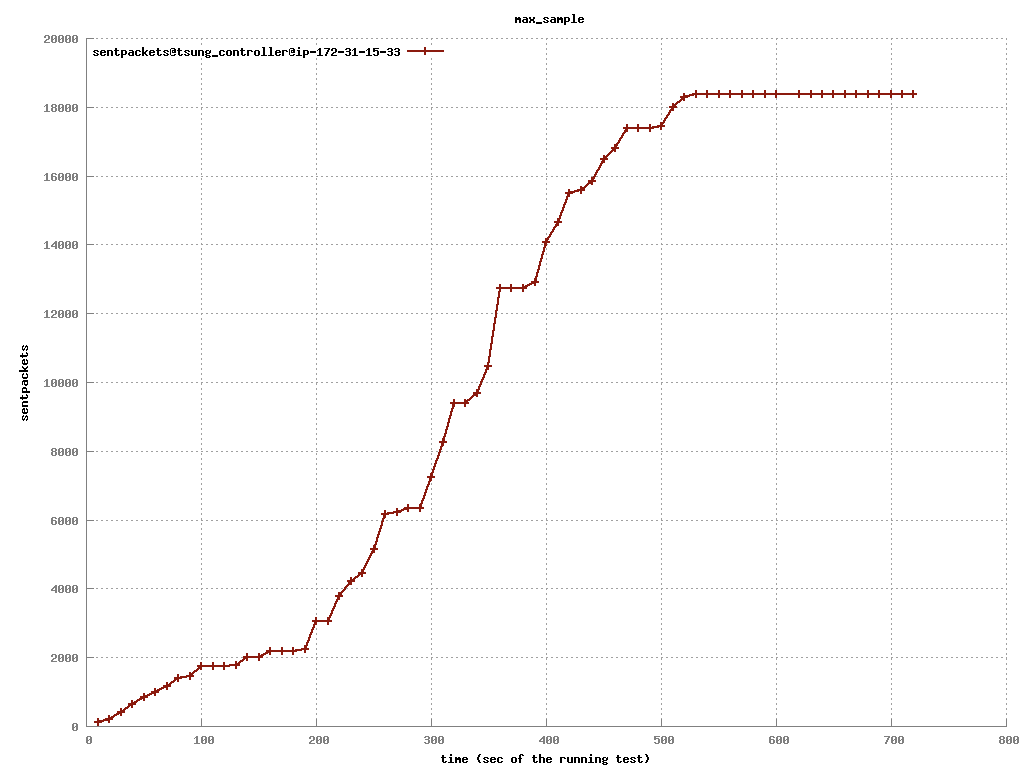 max_sample
sentpackets@tsung_controller@ip-172-31-15-33
20000
18000
16000
14000
12000
10000
8000
6000
4000
2000
0
sentpackets
0 100 200 300 400 500 600 700 800
time (sec of the running test)